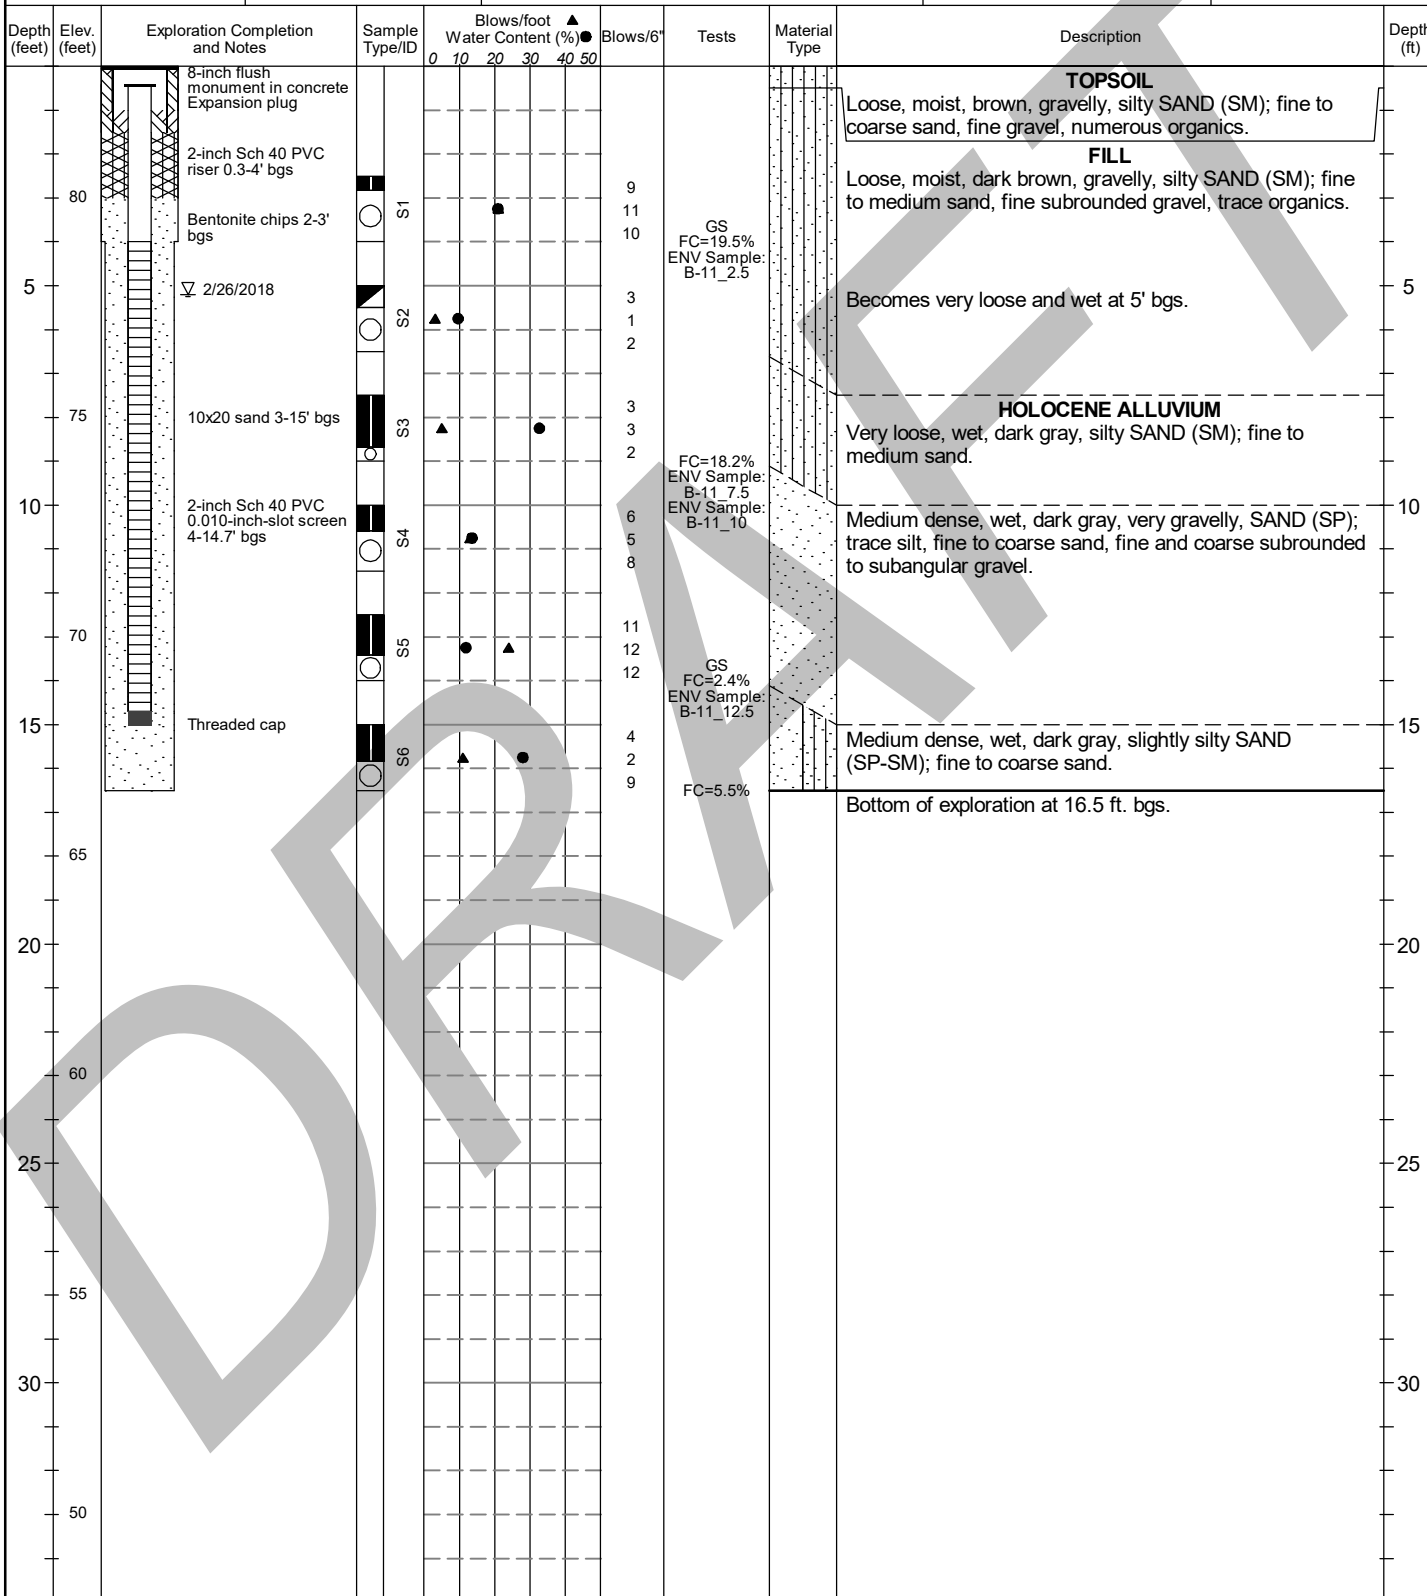 Depth (feet)
Elev. (feet)
Exploration Completion and Notes
Sample Type/ID
Blows/foot ▲
Water Content (%)●
0 10 20 30 40 50
Blows/6"
Tests
Material Type
Description
Depth (ft)
8-inch flush
monument in concrete
Expansion plug
2-inch Sch 40 PVC
riser 0.3-4' bgs
Bentonite chips 2-3'
bgs
2/26/2018
10x20 sand 3-15' bgs
2-inch Sch 40 PVC
0.010-inch-slot screen
4-14.7' bgs
Threaded cap
5
10
15
20
25
30
80
75
70
65
60
55
50
S1
S2
S3
S4
S5
S6
9
11
10
3
1
2
3
3
2
6
5
8
11
12
12
4
2
9
GS
FC=19.5%
ENV Sample:
B-11_2.5
FC=18.2%
ENV Sample:
B-11_7.5
ENV Sample:
B-11_10
GS
FC=2.4%
ENV Sample:
B-11_12.5
FC=5.5%
TOPSOIL
Loose, moist, brown, gravelly, silty SAND (SM); fine to
coarse sand, fine gravel, numerous organics.
FILL
Loose, moist, dark brown, gravelly, silty SAND (SM); fine
to medium sand, fine subrounded gravel, trace organics.
Becomes very loose and wet at 5' bgs.
HOLOCENE ALLUVIUM
Very loose, wet, dark gray, silty SAND (SM); fine to
medium sand.
Medium dense, wet, dark gray, very gravelly, SAND (SP);
trace silt, fine to coarse sand, fine and coarse subrounded
to subangular gravel.
Medium dense, wet, dark gray, slightly silty SAND
(SP-SM); fine to coarse sand.
Bottom of exploration at 16.5 ft. bgs.
5
10
15
20
25
30
DRAFT